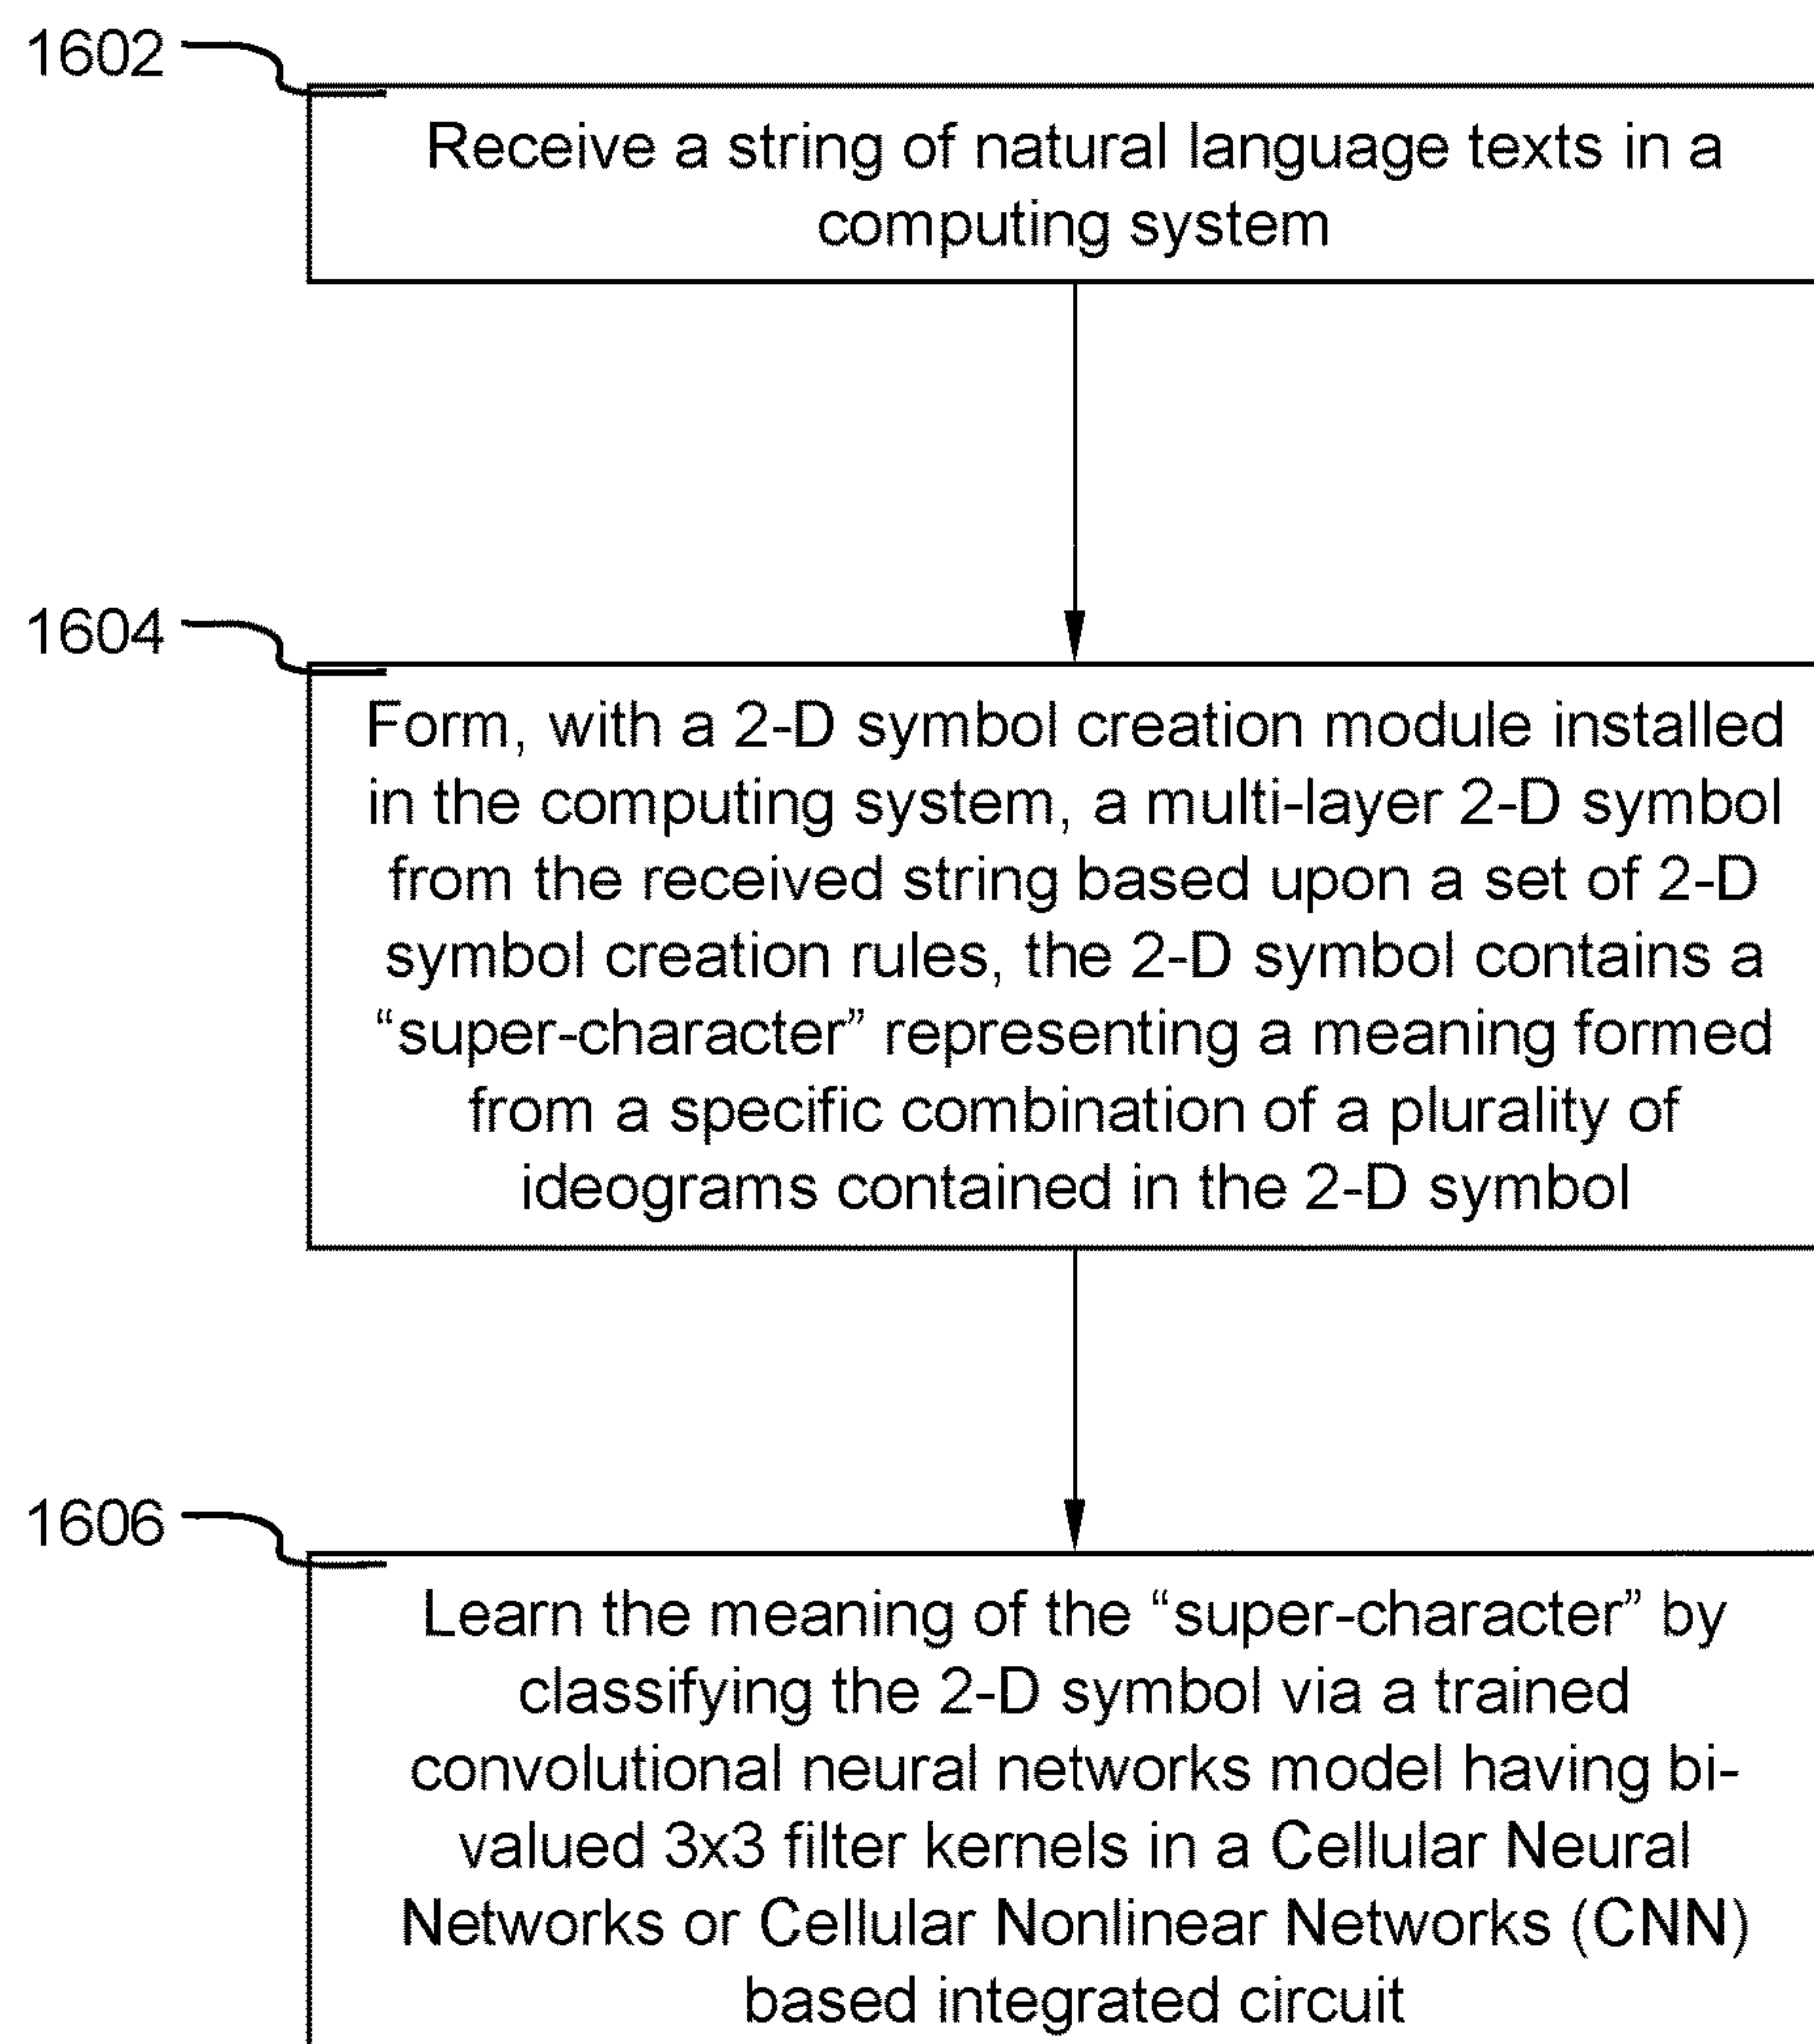 1602
Receive a string of natural language texts in a
computing system
1604
Form, with a 2-D symbol creation module installed
in the computing system, a multi-layer 2-D symbol
from the received string based upon a set of 2-D
symbol creation rules, the 2-D symbol contains a
“super-character” representing a meaning formed
from a specific combination of a plurality of
ideograms contained in the 2-D symbol
1606
Learn the meaning of the “super-character” by
classifying the 2-D symbol via a trained
convolutional neural networks model having bi-
valued 3x3 filter kernels in a Cellular Neural
Networks or Cellular Nonlinear Networks (CNN)
based integrated circuit